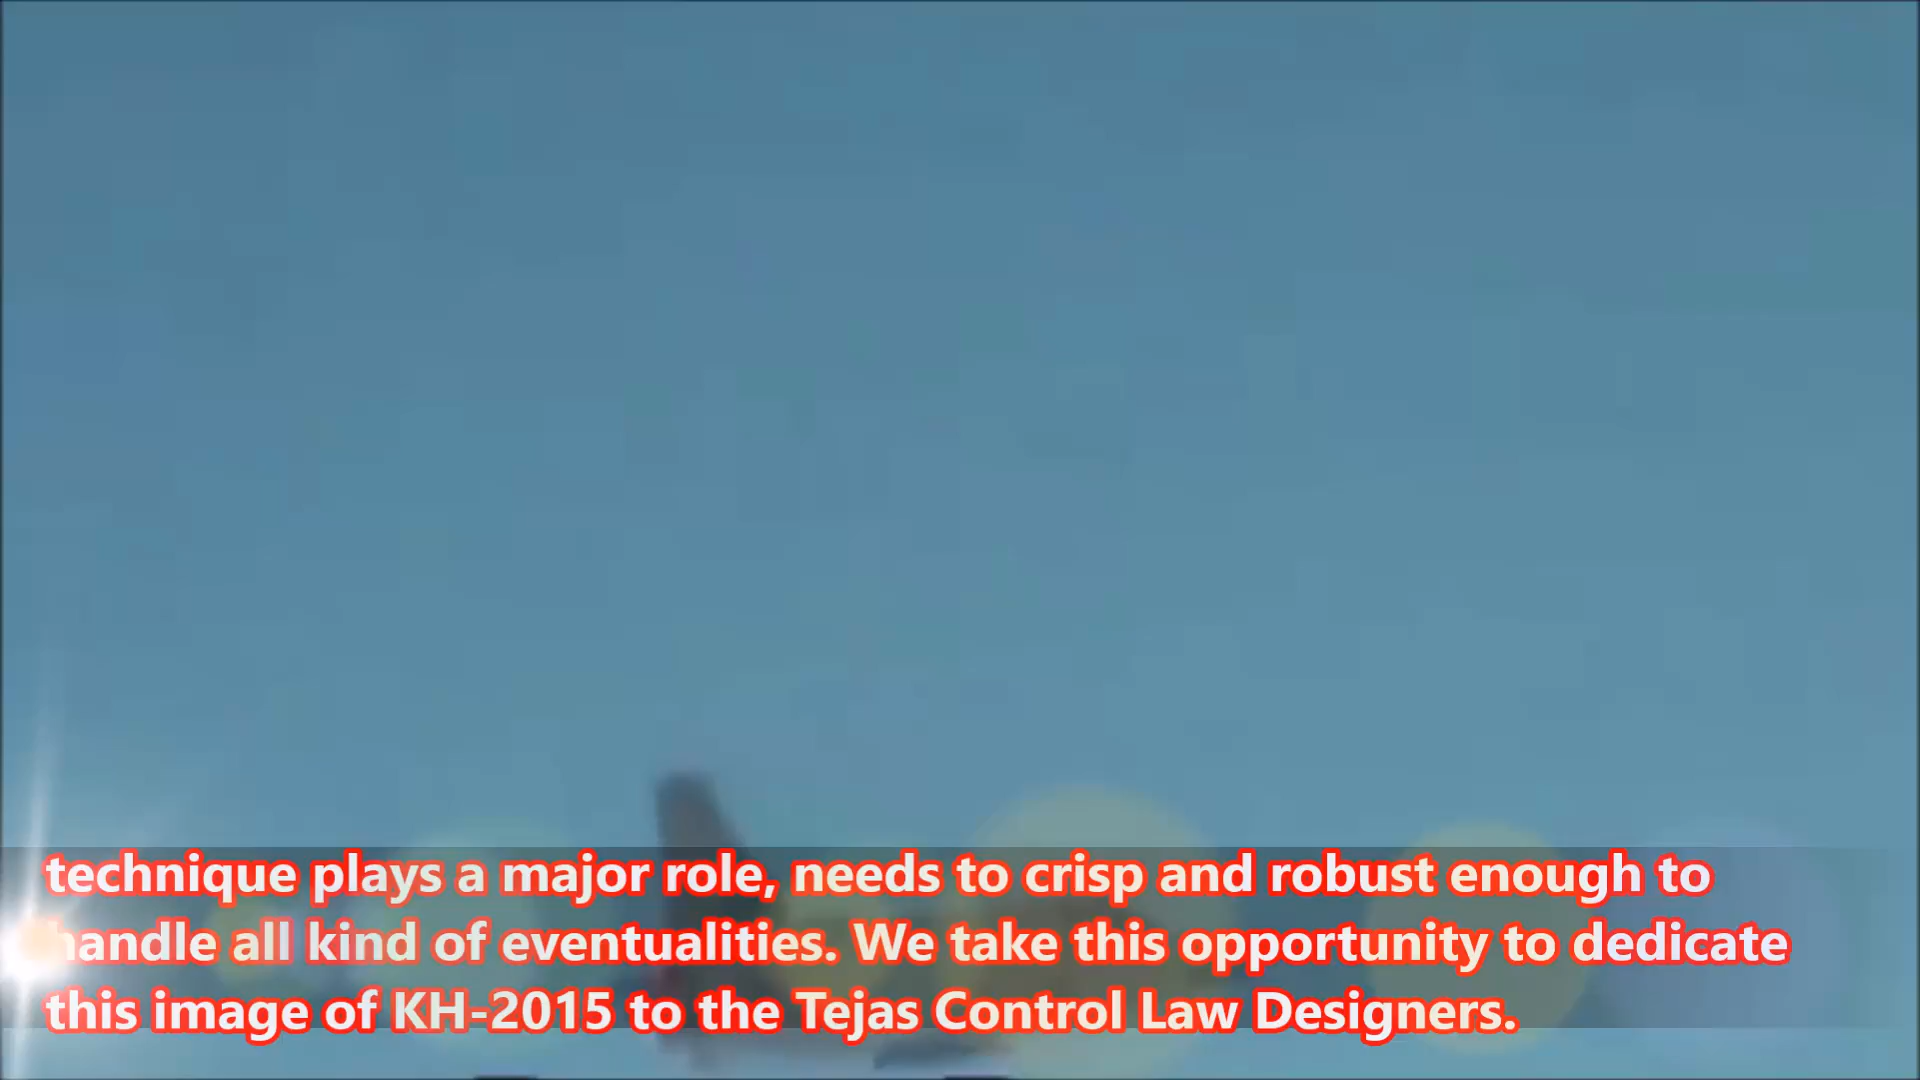 technique plays a major role, needs to crisp and robust enough to
handle all kind of eventualities. We take this opportunity to dedicate
this image of KH-2015 to the Tejas Control Law Designers.